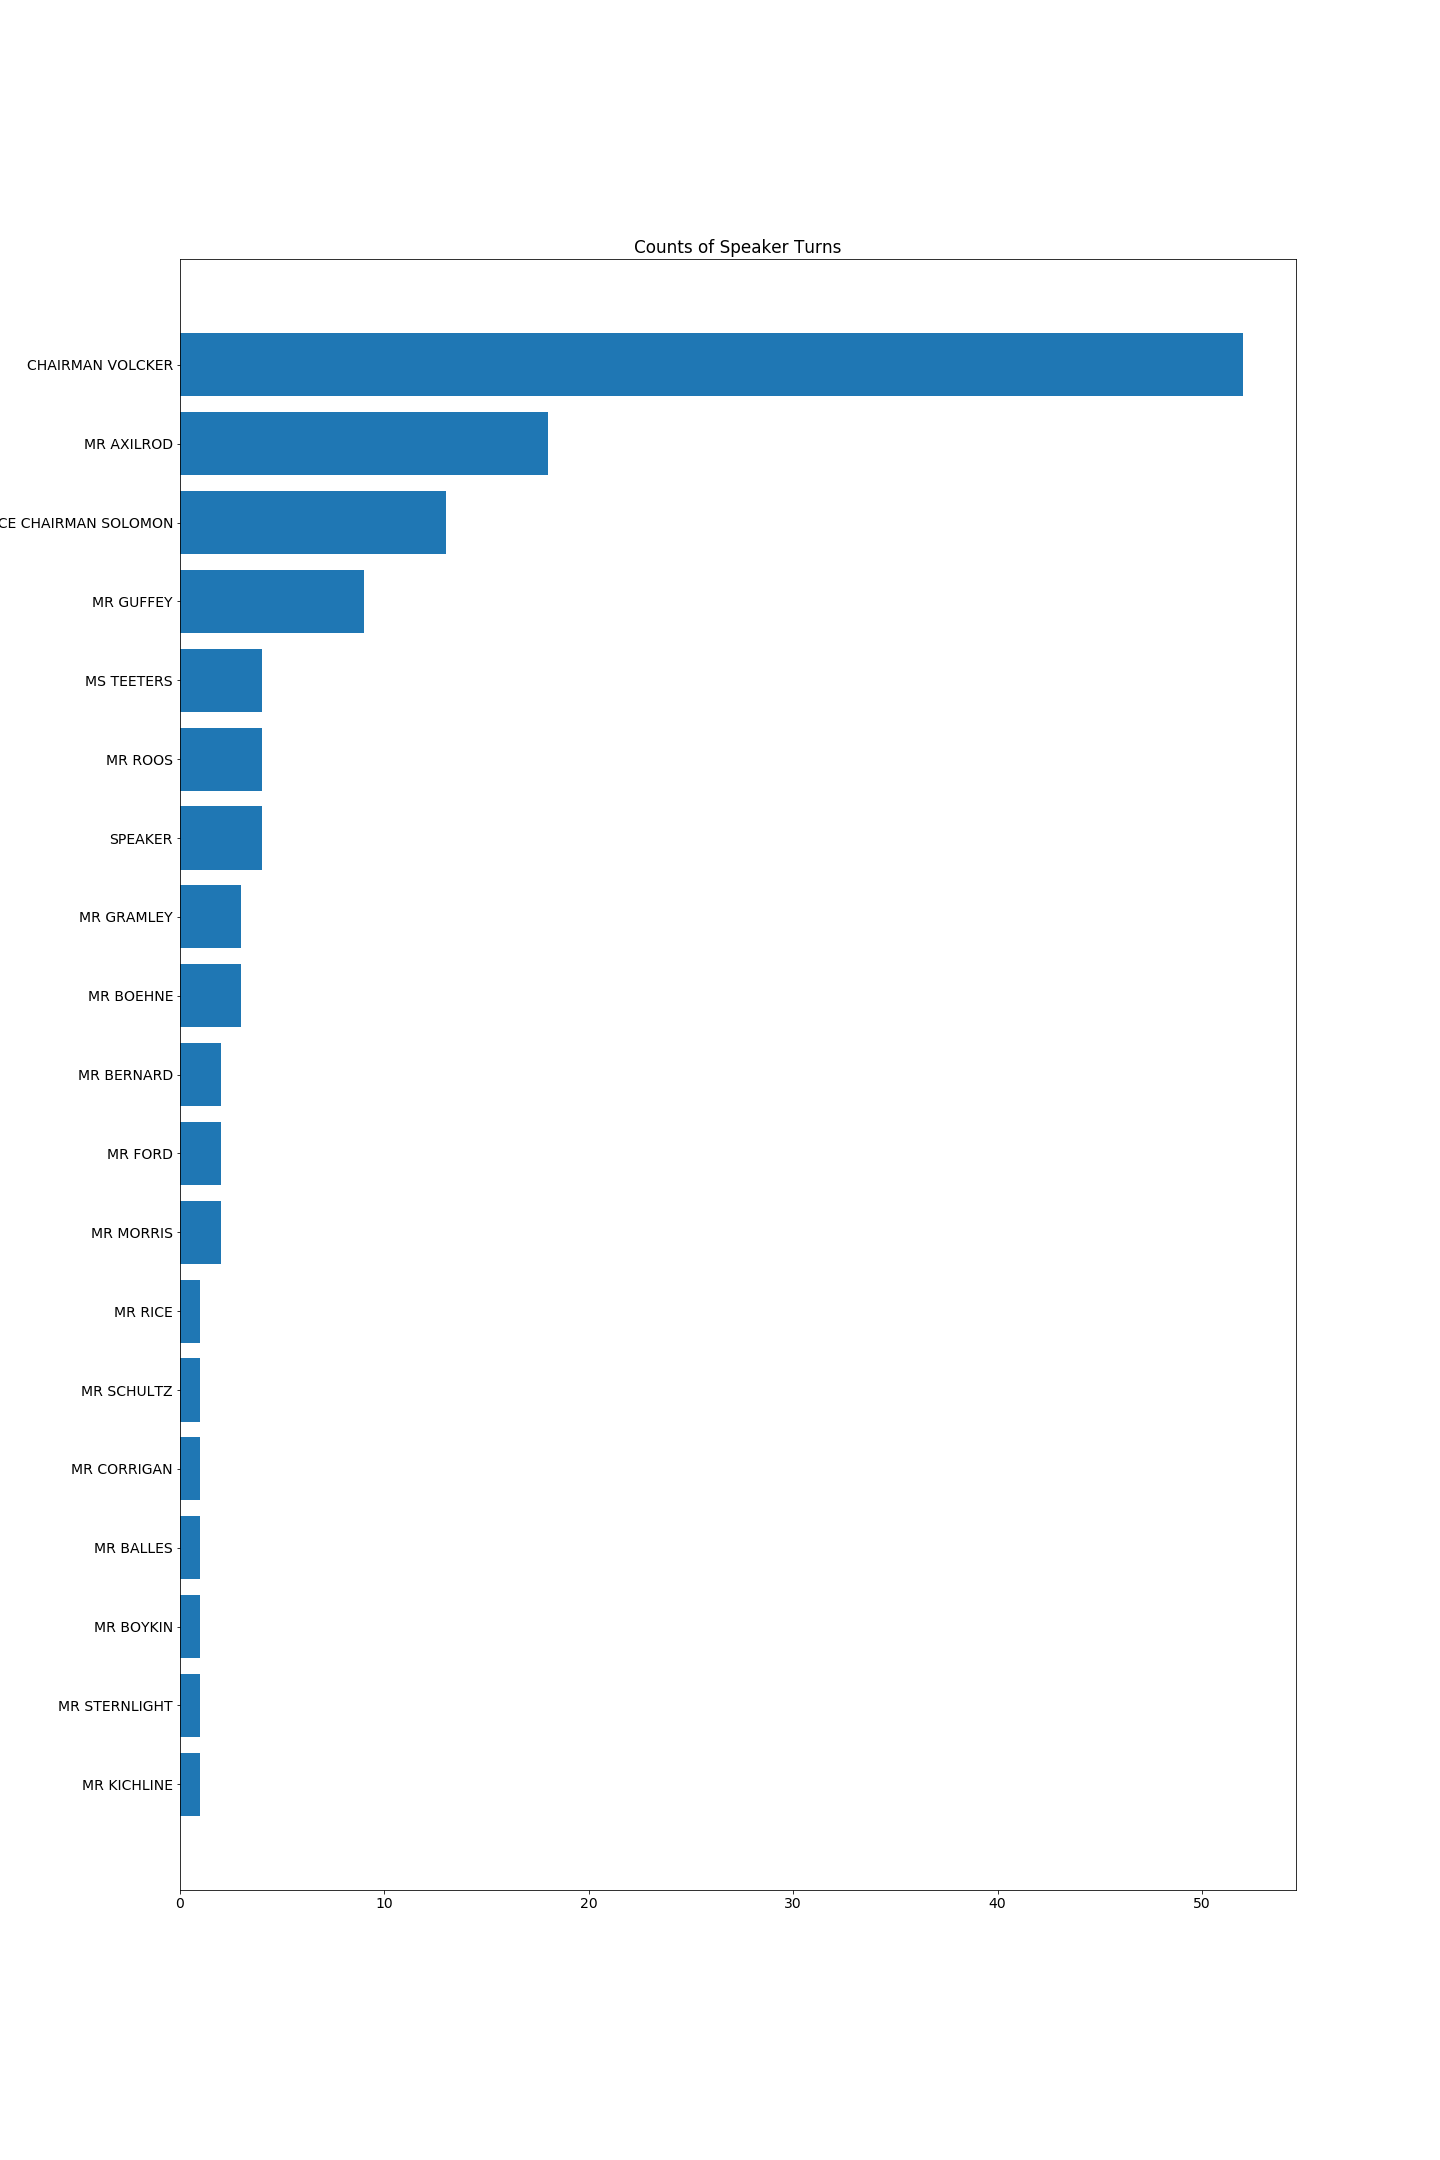 Counts of Speaker Turns
CHAIRMAN VOLCKER
MR AXILROD
CE CHAIRMAN SOLOMON
MR GUFFEY
MS TEETERS
MR ROOS
SPEAKER
MR GRAMLEY
MR BOEHNE
MR BERNARD
MR FORD
MR MORRIS
MR RICE
MR SCHULTZ
MR CORRIGAN
MR BALLES
MR BOYKIN
MR STERNLIGHT
MR KICHLINE
0 10 20 30 40 50